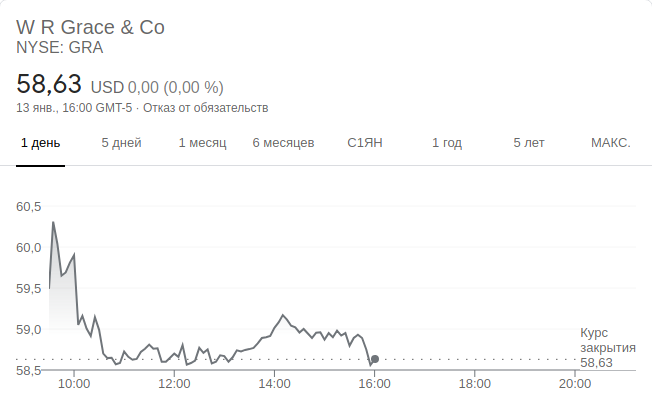 W R Grace & Co
NYSE: GRA
58,63 USD 0,00 (0,00 %)
13 янв., 16:00 GMT-5 · Отказ от обязательств
1 день 5 дней 1 месяц 6 месяцев С1ЯН 1 год 5 лет МАКС.
60,5
60,0
59,5
59,0
Курс
закрытия
58,63
58,5
10:00 12:00 14:00 16:00 18:00 20:00